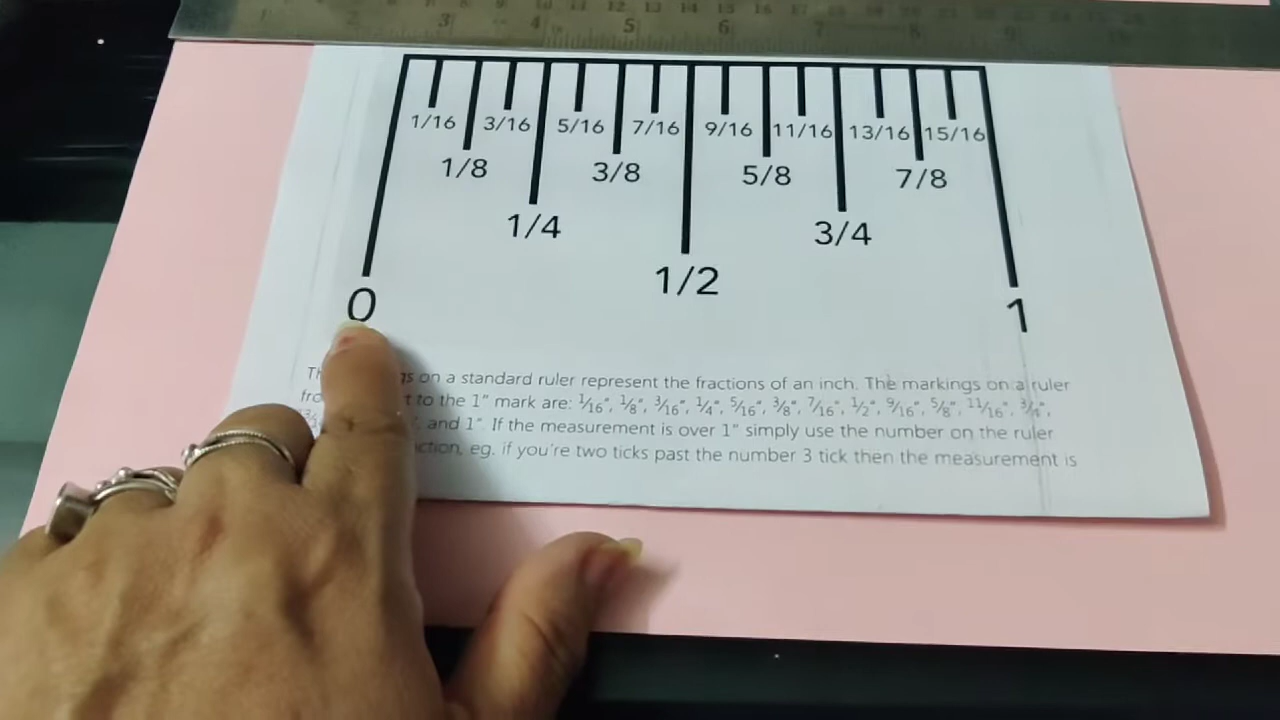 3 4 5 6 7
1/16 3/16 5/16 7/16 9/16 11/16 13/16 15/16
1/8 3/8 5/8 7/8
1/4 3/4
1/2
0 1
gs on a standard ruler represent the fractions of an inch. The markings on a ruler
t to the 1" mark are: 1/16", 1/8", 3/16", 1/4", 5/16", 3/8", 7/16", 1/2", 9/16", 5/8", 11/16", 3/4",
and 1". If the measurement is over 1" simply use the number on the ruler
ction, eg. if you're two ticks past the number 3 tick then the measurement is